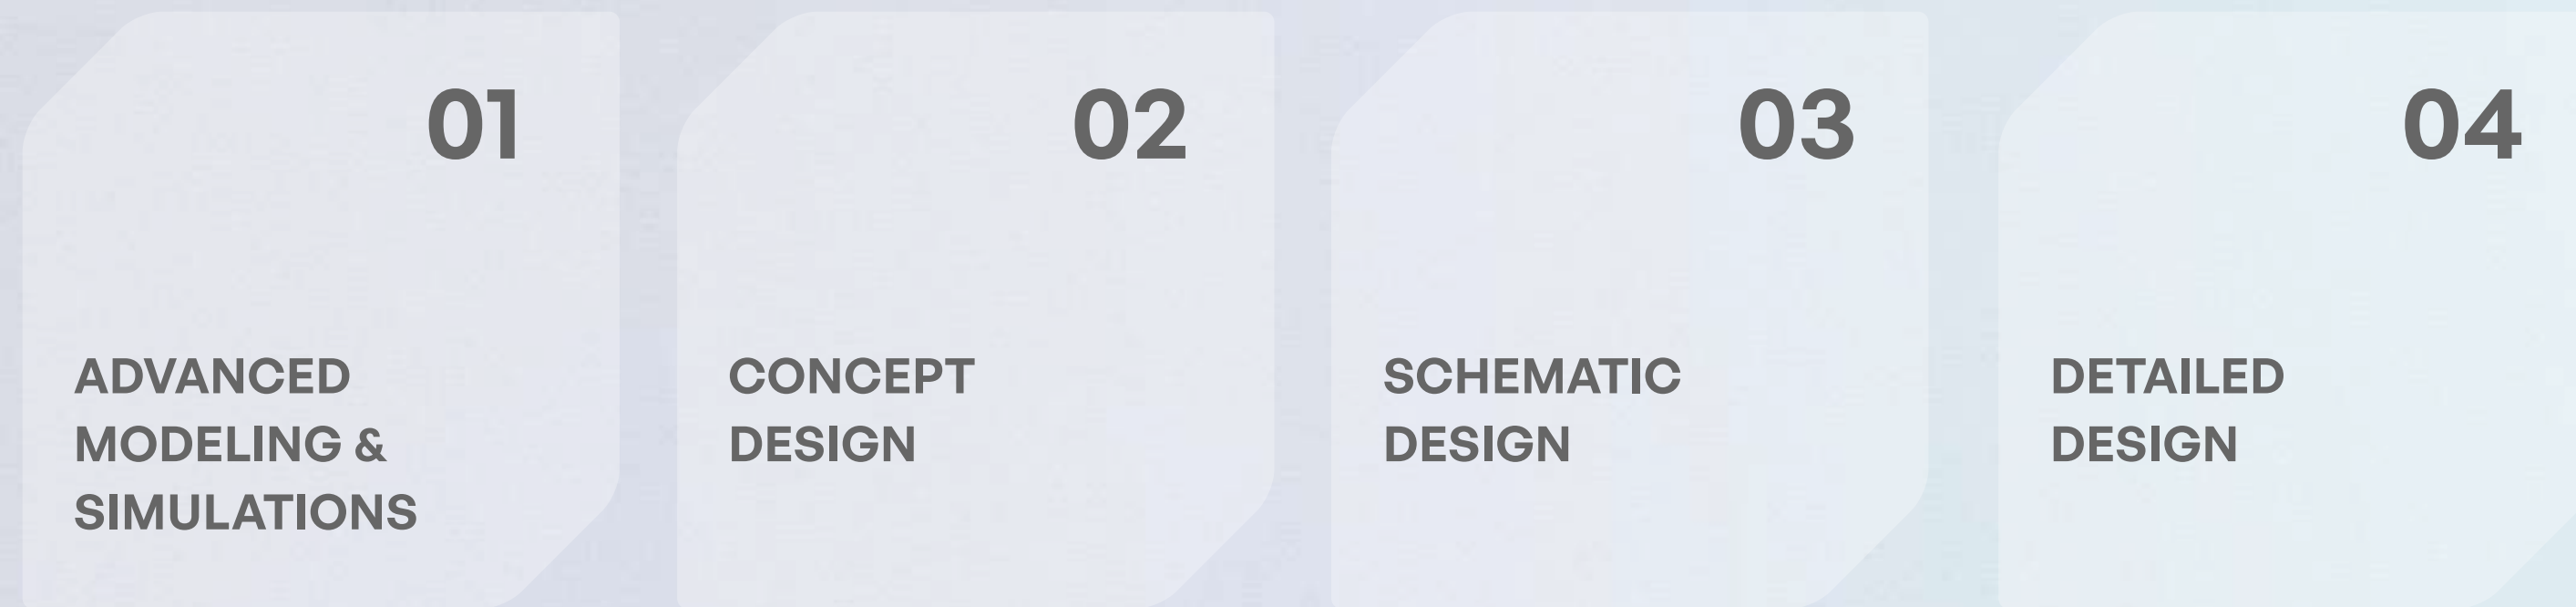 01
ADVANCED
MODELING &
SIMULATIONS
02
CONCEPT
DESIGN
03
SCHEMATIC
DESIGN
04
DETAILED
DESIGN